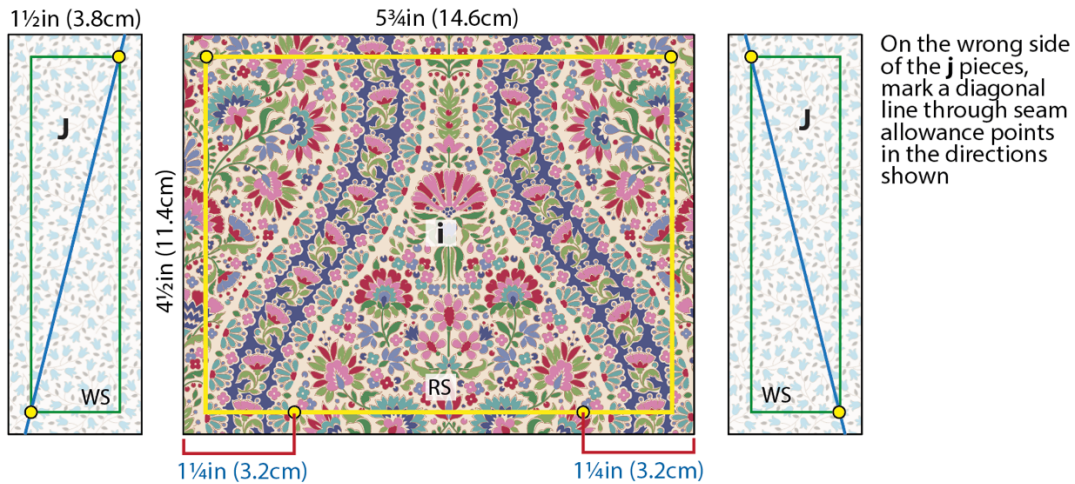 1½in (3.8cm)
5¾in (14.6cm)
J
WS
4½in (11.4cm)
i
RS
1¼in (3.2cm)
1¼in (3.2cm)
J
WS
On the wrong side
of the j pieces,
mark a diagonal
line through seam
allowance points
in the directions
shown